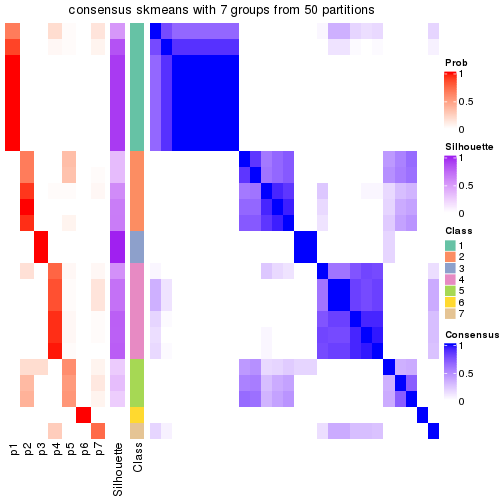 consensus skmeans with 7 groups from 50 partitions
Prob
1
0.5
0
Silhouette
1
0.5
0
Class
1
2
3
4
5
6
7
Consensus
1
0.5
0
p1
p2
p3
p4
p5
p6
p7
Silhouette
Class